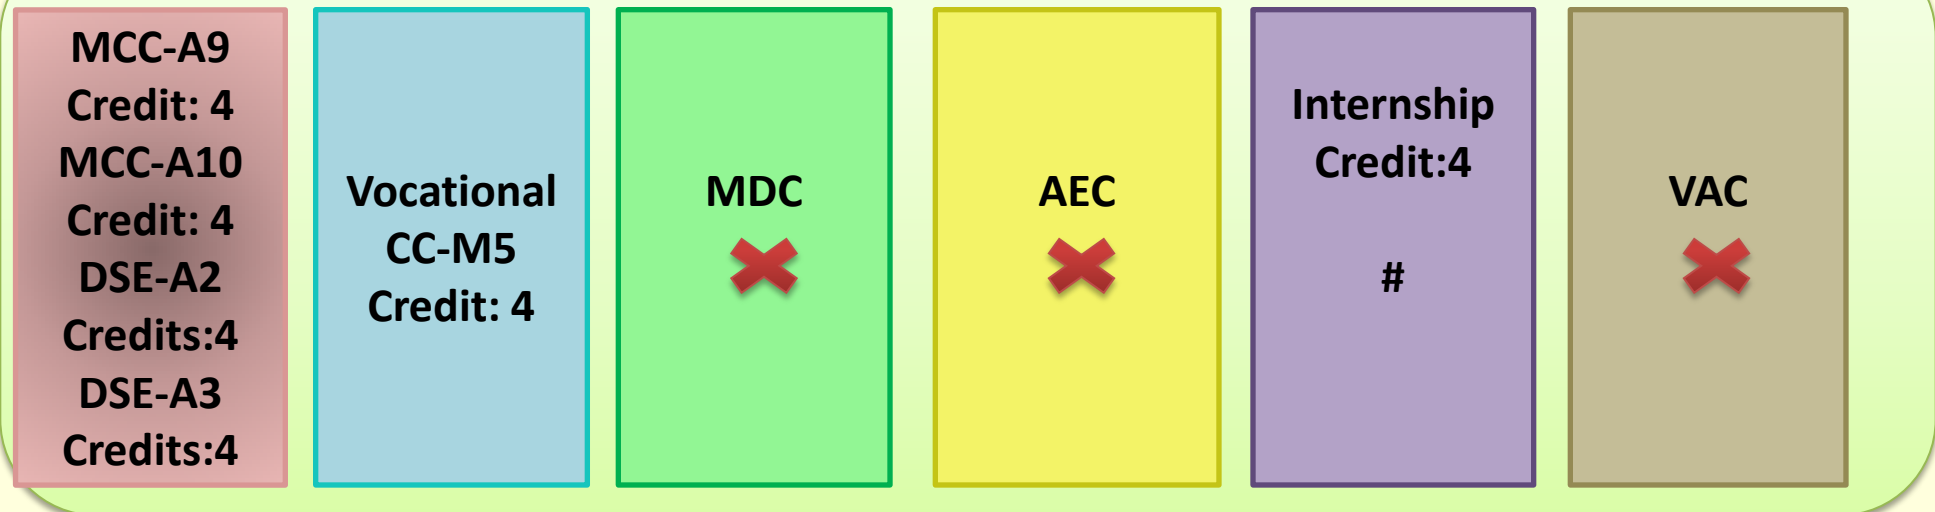 MCC-A9
Credit: 4
MCC-A10
Credit: 4
DSE-A2
Credits:4
DSE-A3
Credits:4
Vocational
CC-M5
Credit: 4
MDC
AEC
Internship
Credit:4
#
VAC